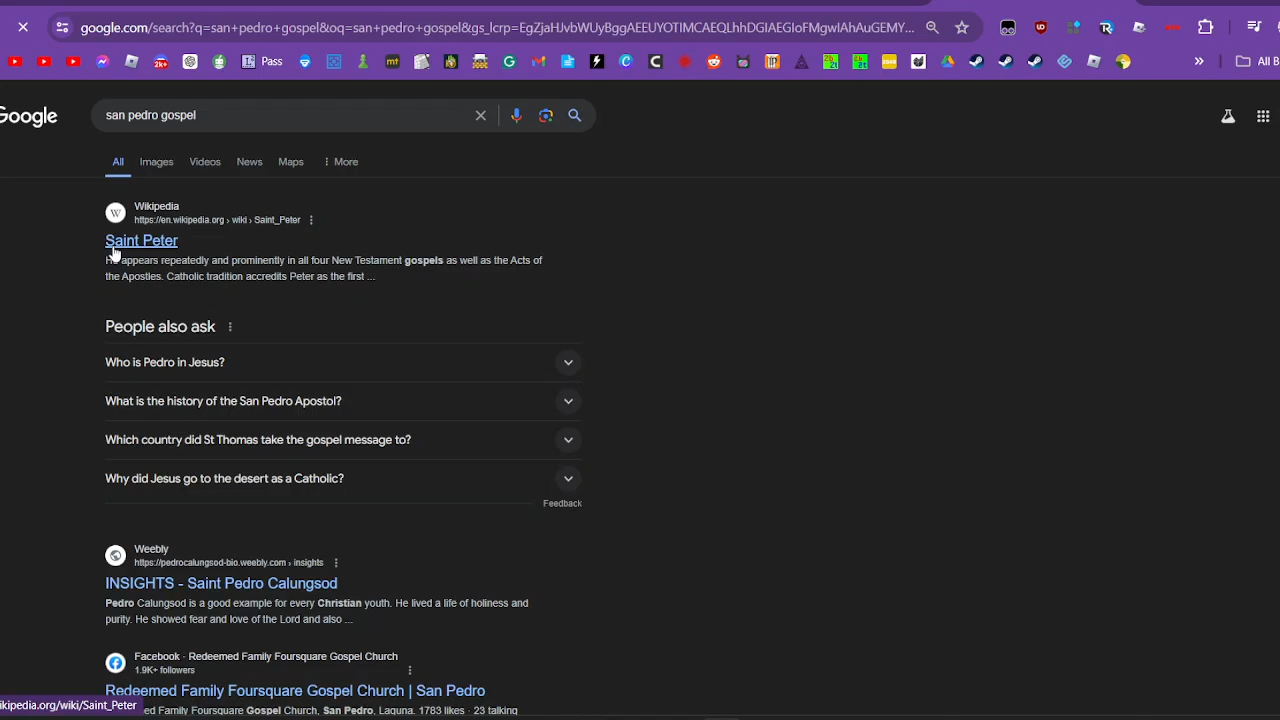 google.com/search?q=san+pedro+gospel&oq=san+pedro+gospel&gs_lcrp=EgZjaHJvbWUyBggAEEUYOTIMCAEQLhhDGIAEGIoFMgwIAhAuGEM...
Pass
All B
Google
san pedro gospel
All
Images
Videos
News
Maps
More
Wikipedia
https://en.wikipedia.org › wiki › Saint_Peter
Saint Peter
He appears repeatedly and prominently in all four New Testament gospels as well as the Acts of
the Apostles. Catholic tradition accredits Peter as the first ...
People also ask
Who is Pedro in Jesus?
What is the history of the San Pedro Apostol?
Which country did St Thomas take the gospel message to?
Why did Jesus go to the desert as a Catholic?
Feedback
Weebly
https://pedrocalungsod-bio.weebly.com › insights
INSIGHTS - Saint Pedro Calungsod
Pedro Calungsod is a good example for every Christian youth. He lived a life of holiness and
purity. He showed fear and love of the Lord and also ...
Facebook · Redeemed Family Foursquare Gospel Church
1.9K+ followers
Redeemed Family Foursquare Gospel Church | San Pedro
ikipedia.org/wiki/Saint_Peter
ed Family Foursquare Gospel Church, San Pedro, Laguna. 1783 likes · 23 talking